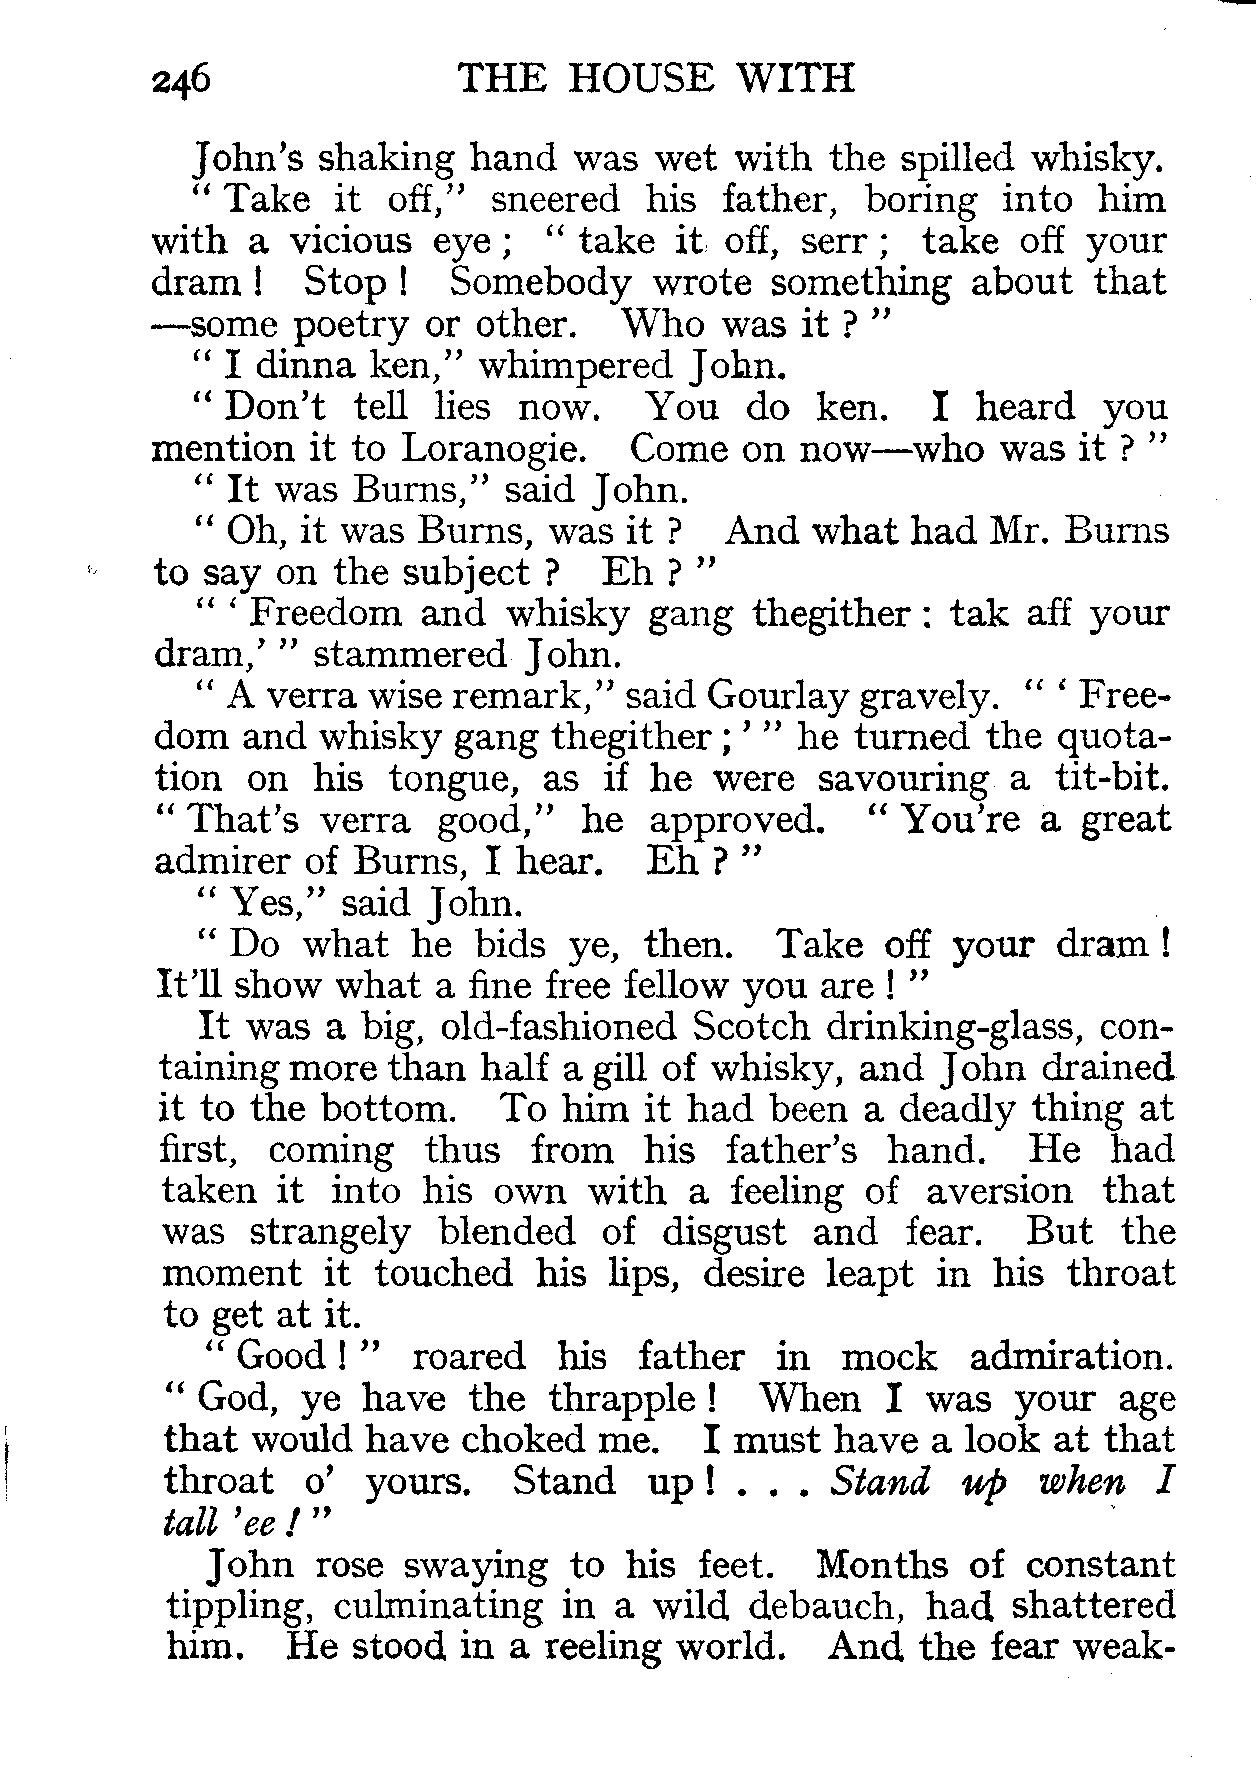 246 THE HOUSE WITH
John's shaking hand was wet with the spilled whisky.
" Take it off," sneered his father, boring into him
with a vicious eye ; " take it off, serr ; take off your
dram ! Stop ! Somebody wrote something about that
—some poetry or other. Who was it ? "
" I dinna ken," whimpered John.
" Don't tell lies now. You do ken. I heard you
mention it to Loranogie. Come on now—who was it ? "
" It was Burns," said John.
" Oh, it was Burns, was it ? And what had Mr. Burns
to say on the subject ? Eh ? "
" ' Freedom and whisky gang thegither : tak aff your
dram,' " stammered John.
" A verra wise remark," said Gourlay gravely. " ' Free-
dom and whisky gang thegither ; ' " he turned the quota-
tion on his tongue, as if he were savouring a tit-bit.
" That's verra good," he approved. " You're a great
admirer of Burns, I hear. Eh ? "
" Yes," said John.
" Do what he bids ye, then. Take off your dram !
It'll show what a fine free fellow you are ! "
It was a big, old-fashioned Scotch drinking-glass, con-
taining more than half a gill of whisky, and John drained
it to the bottom. To him it had been a deadly thing at
first, coming thus from his father's hand. He had
taken it into his own with a feeling of aversion that
was strangely blended of disgust and fear. But the
moment it touched his lips, desire leapt in his throat
to get at it.
" Good ! " roared his father in mock admiration.
" God, ye have the thrapple ! When I was your age
that would have choked me. I must have a look at that
throat o' yours. Stand up ! . . . Stand up when I
tall 'ee ! "
John rose swaying to his feet. Months of constant
tippling, culminating in a wild debauch, had shattered
him. He stood in a reeling world. And the fear weak-